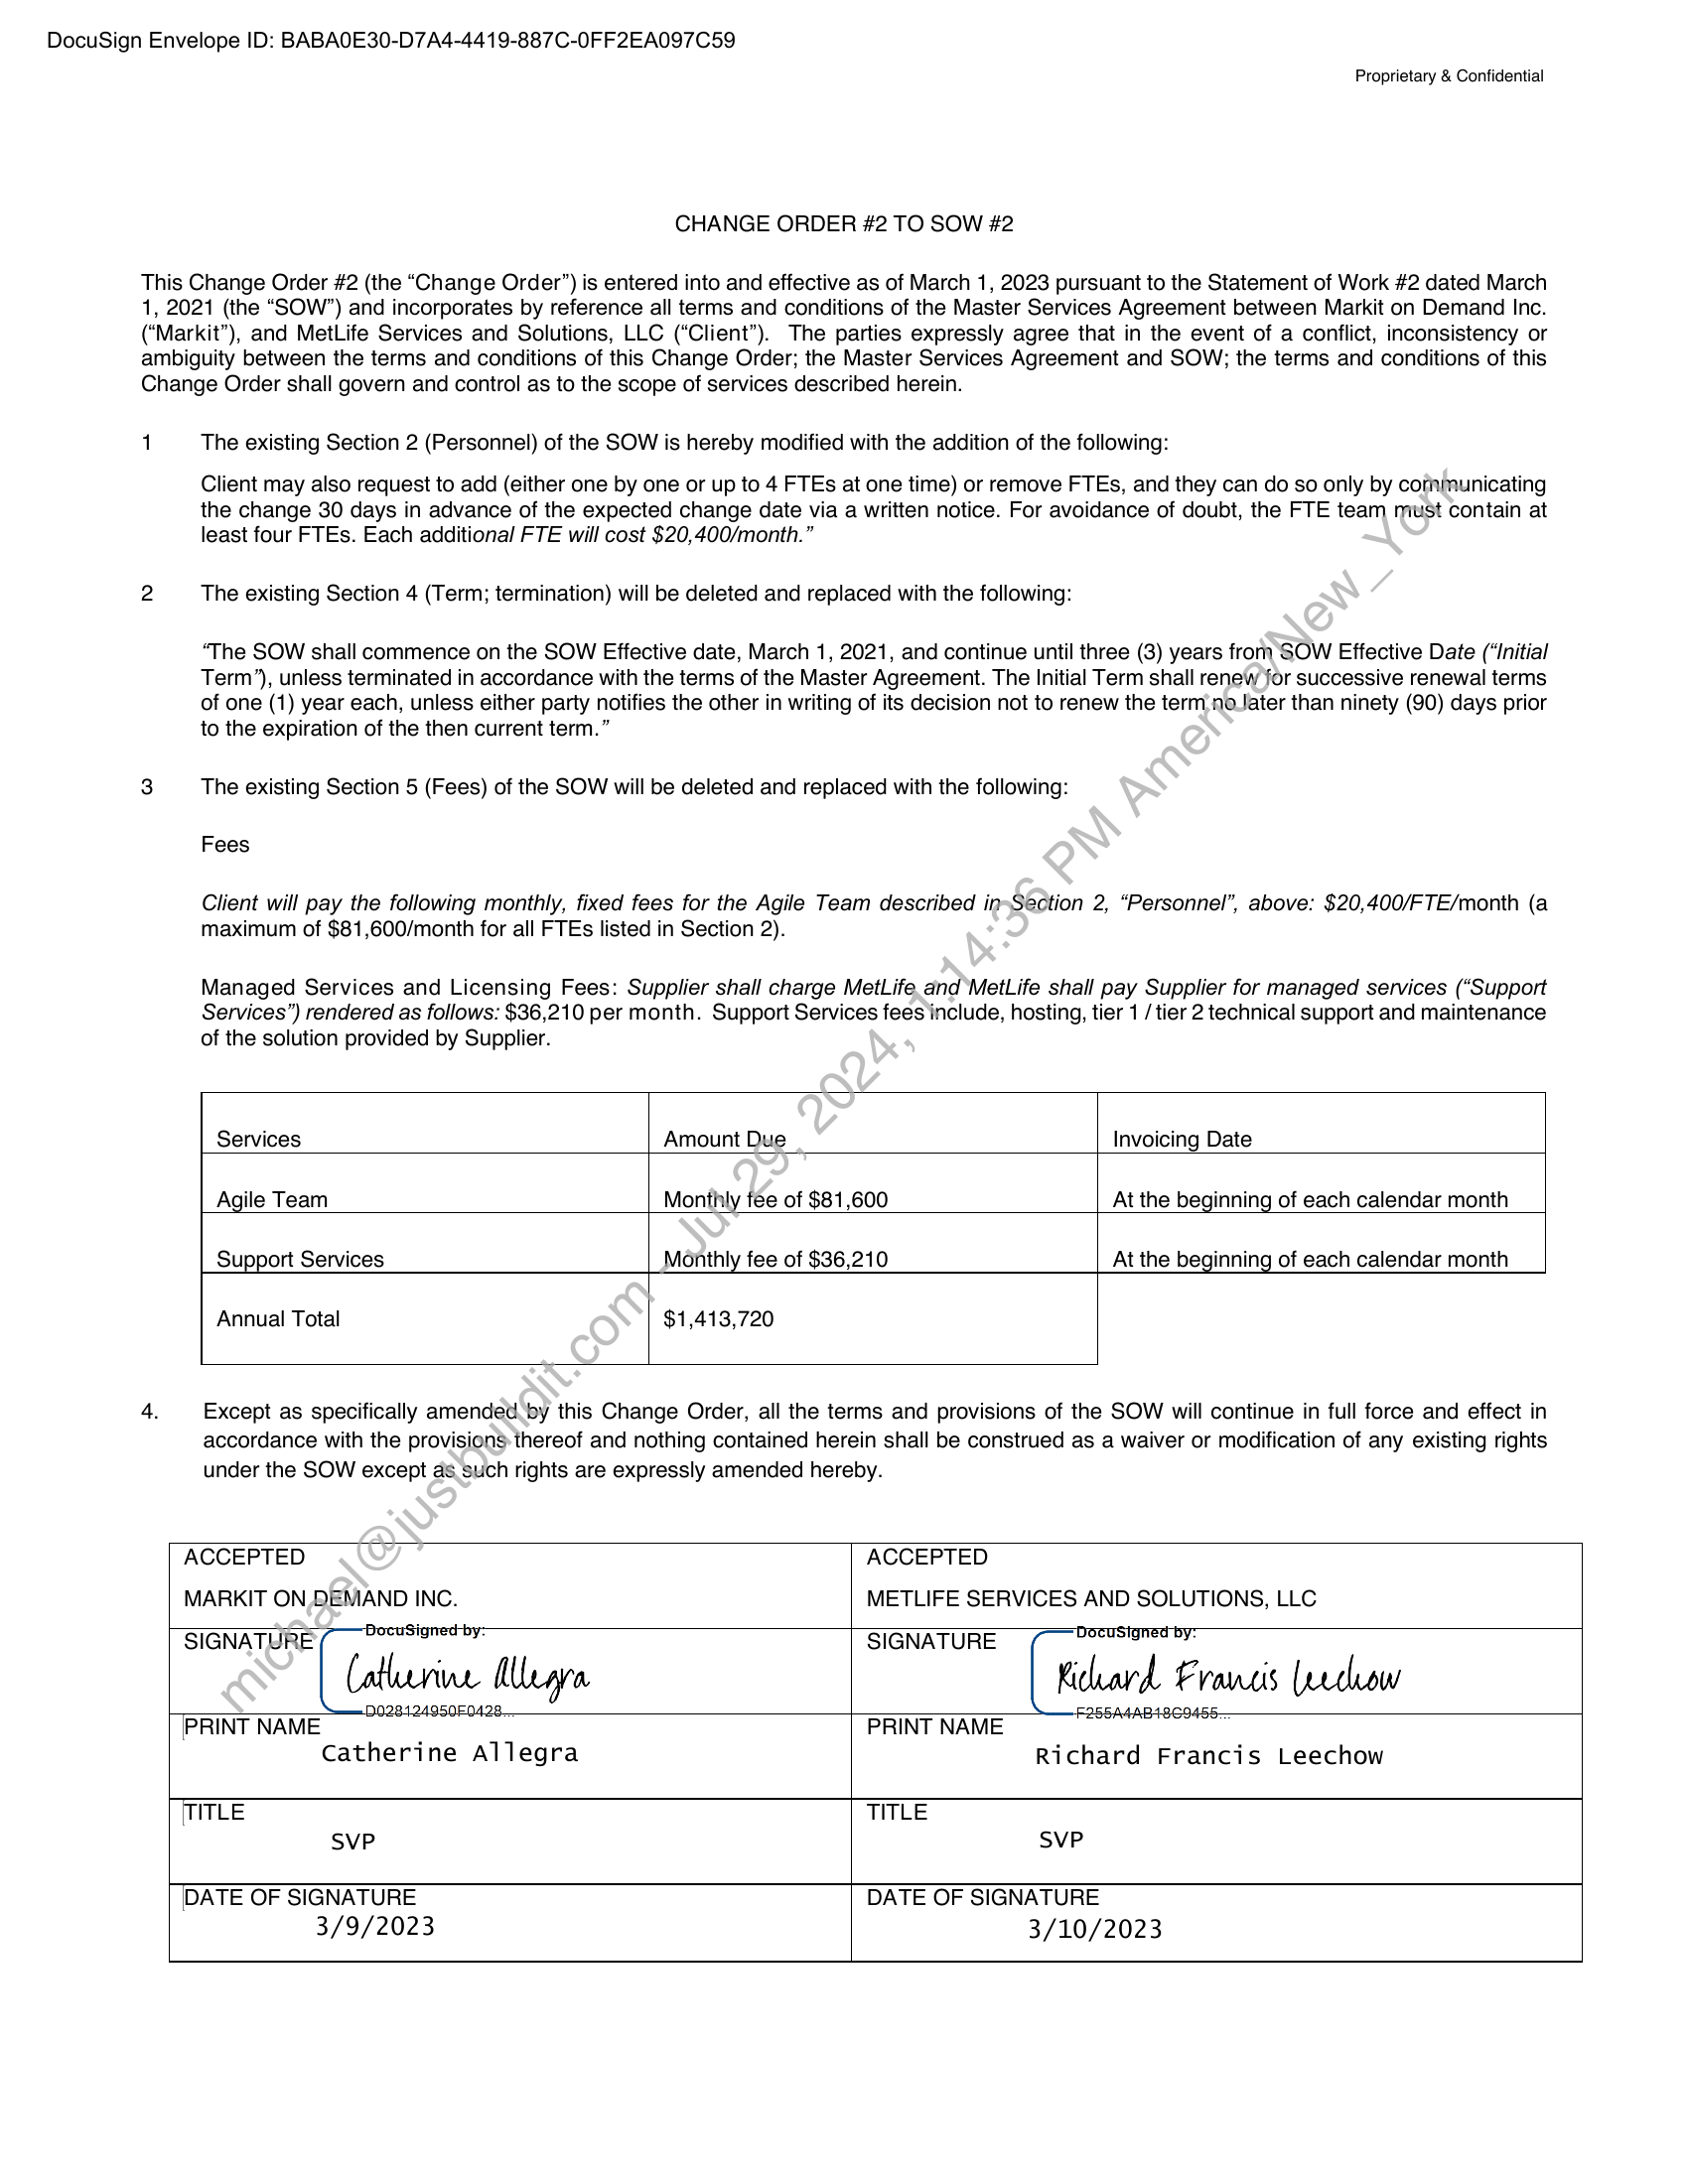 DocuSign Envelope ID: BABA0E30-D7A4-4419-887C-0FF2EA097C59
Proprietary & Confidential
CHANGE ORDER #2 TO SOW #2
This Change Order #2 (the “Change Order”) is entered into and effective as of March 1, 2023 pursuant to the Statement of Work #2 dated March
1, 2021 (the “SOW”) and incorporates by reference all terms and conditions of the Master Services Agreement between Markit on Demand Inc.
(“Markit”), and MetLife Services and Solutions, LLC (“Client”). The parties expressly agree that in the event of a conflict, inconsistency or
ambiguity between the terms and conditions of this Change Order; the Master Services Agreement and SOW; the terms and conditions of this
Change Order shall govern and control as to the scope of services described herein.
1 The existing Section 2 (Personnel) of the SOW is hereby modified with the addition of the following:
Client may also request to add (either one by one or up to 4 FTEs at one time) or remove FTEs, and they can do so only by communicating
the change 30 days in advance of the expected change date via a written notice. For avoidance of doubt, the FTE team must contain at
least four FTEs. Each additional FTE will cost $20,400/month.”
2 The existing Section 4 (Term; termination) will be deleted and replaced with the following:
“The SOW shall commence on the SOW Effective date, March 1, 2021, and continue until three (3) years from SOW Effective Date (“Initial
Term”), unless terminated in accordance with the terms of the Master Agreement. The Initial Term shall renew for successive renewal terms
of one (1) year each, unless either party notifies the other in writing of its decision not to renew the term no later than ninety (90) days prior
to the expiration of the then current term.”
3 The existing Section 5 (Fees) of the SOW will be deleted and replaced with the following:
Fees
Client will pay the following monthly, fixed fees for the Agile Team described in Section 2, “Personnel”, above: $20,400/FTE/month (a
maximum of $81,600/month for all FTEs listed in Section 2).
Managed Services and Licensing Fees: Supplier shall charge MetLife and MetLife shall pay Supplier for managed services (“Support
Services”) rendered as follows: $36,210 per month. Support Services fees include, hosting, tier 1 / tier 2 technical support and maintenance
of the solution provided by Supplier.
Services Amount Due Invoicing Date
Agile Team Monthly fee of $81,600 At the beginning of each calendar month
Support Services Monthly fee of $36,210 At the beginning of each calendar month
Annual Total $1,413,720
4. Except as specifically amended by this Change Order, all the terms and provisions of the SOW will continue in full force and effect in
accordance with the provisions thereof and nothing contained herein shall be construed as a waiver or modification of any existing rights
under the SOW except as such rights are expressly amended hereby.
ACCEPTED ACCEPTED
MARKIT ON DEMAND INC. METLIFE SERVICES AND SOLUTIONS, LLC
SIGNATURE DocuSigned by: SIGNATURE DocuSigned by:
Catherine Allegra Richard Francis Leechow
D028124950F0428... F255A4AB18C9455...
PRINT NAME PRINT NAME
Catherine Allegra Richard Francis Leechow
TITLE TITLE
SVP SVP
DATE OF SIGNATURE DATE OF SIGNATURE
3/9/2023 3/10/2023
michael@justbuildit.com - Jul 29, 2024, 1:14:36 PM America/New_York